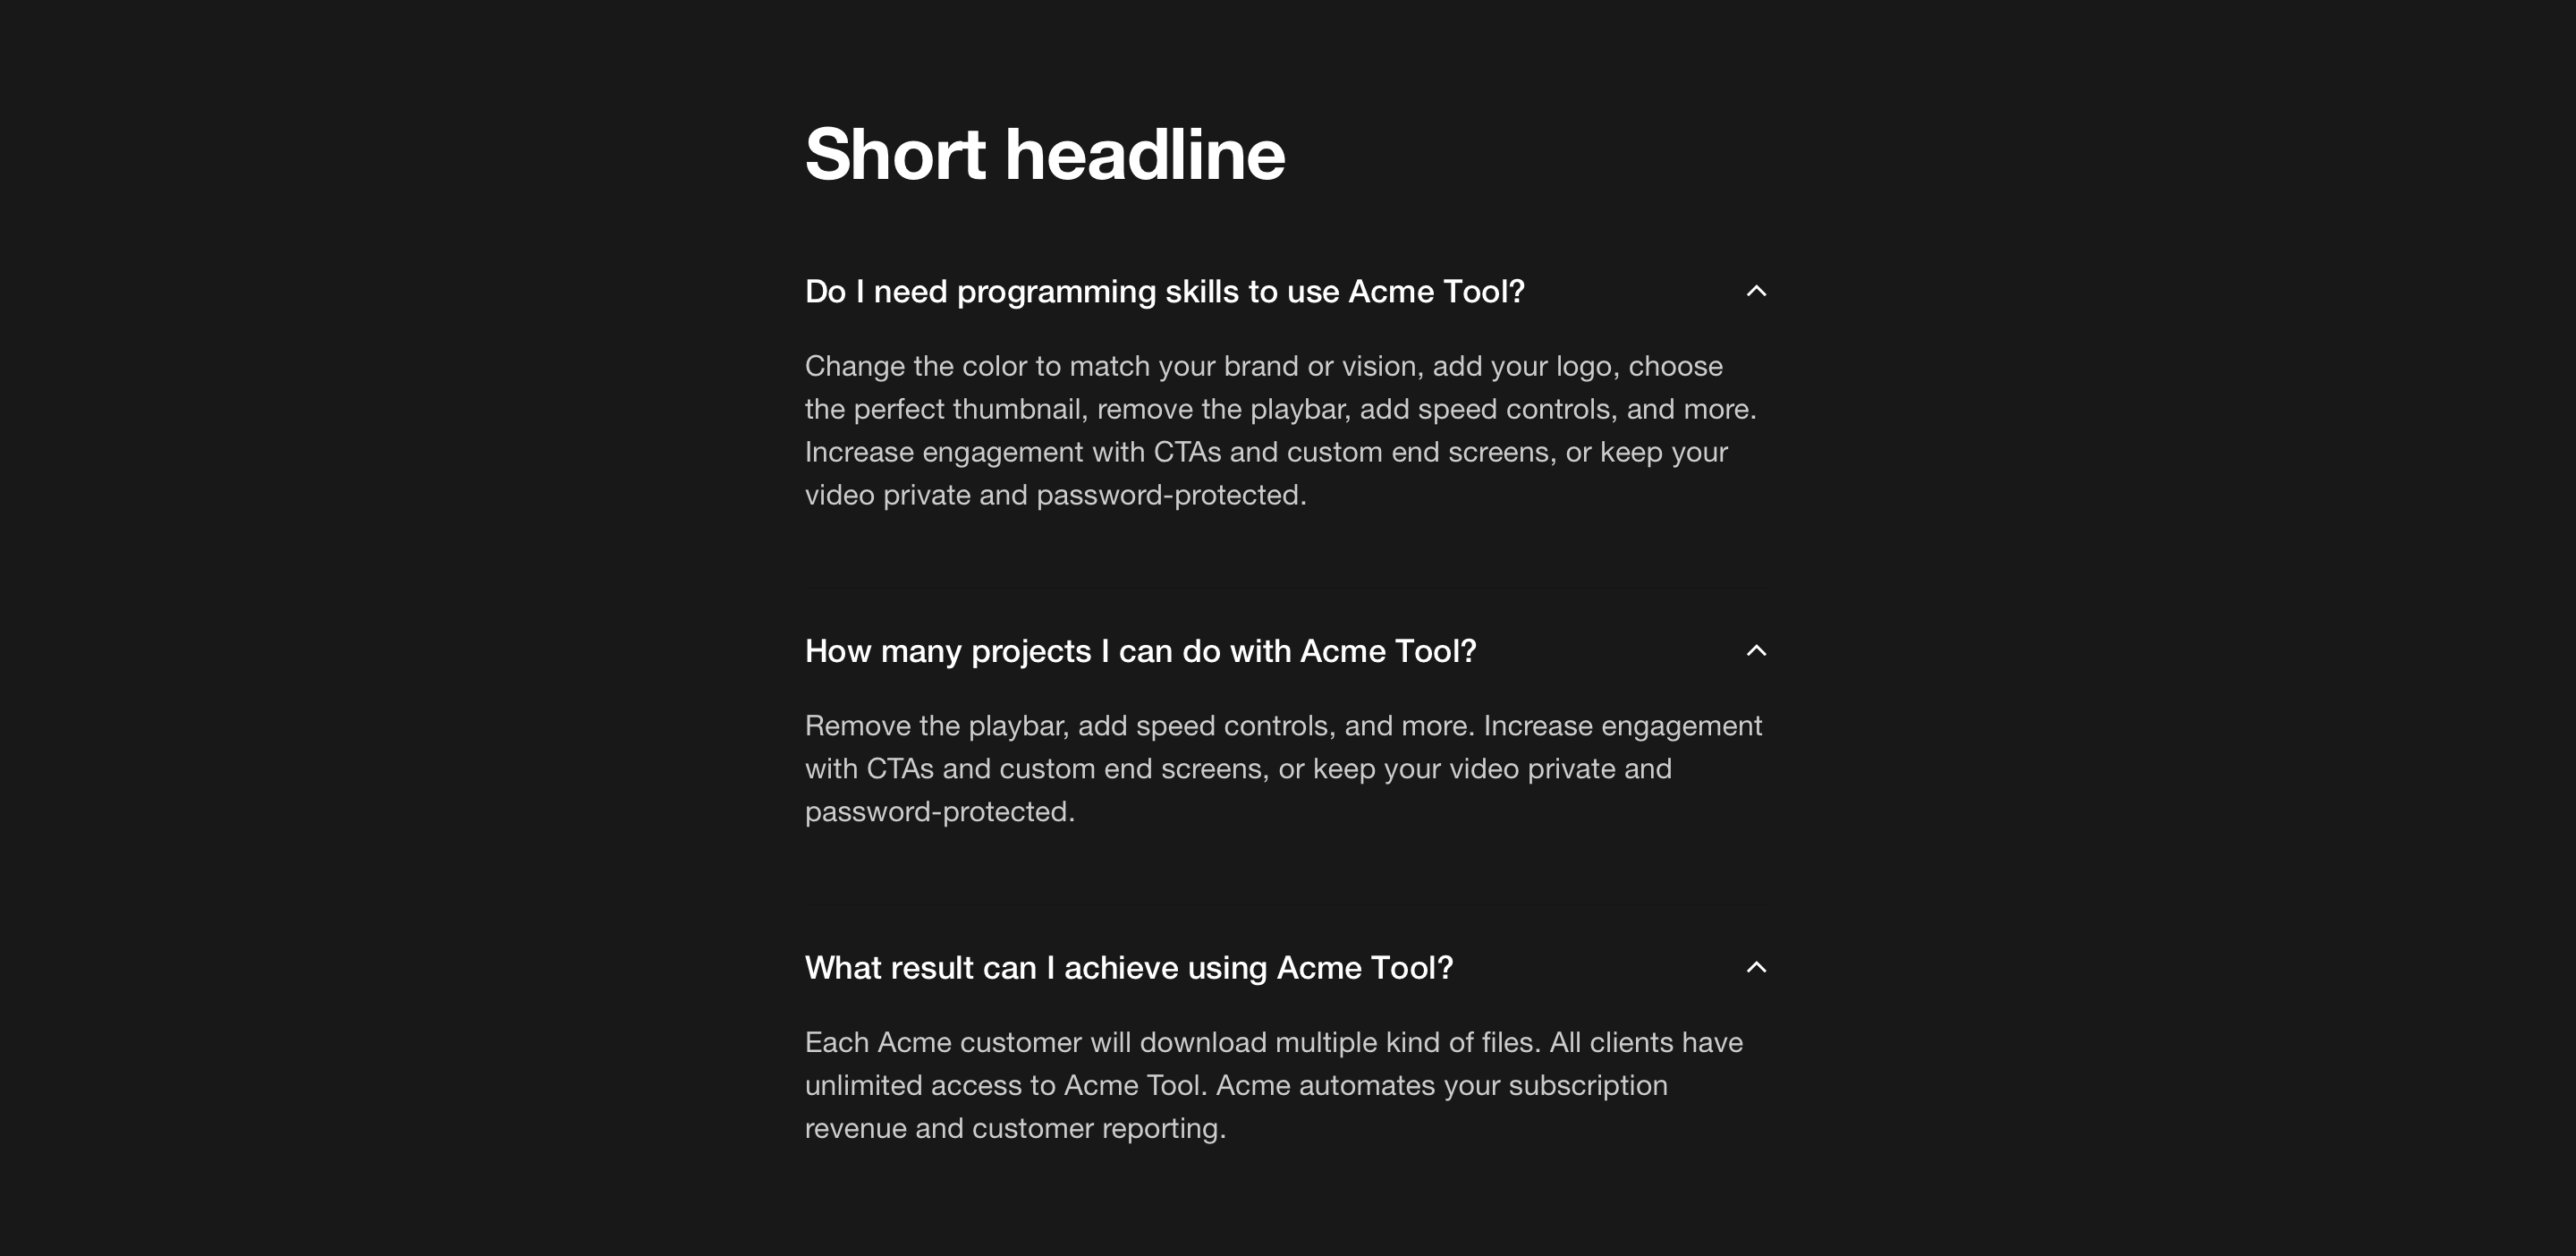 Short headline
Do I need programming skills to use Acme Tool?
Change the color to match your brand or vision, add your logo, choose
the perfect thumbnail, remove the playbar, add speed controls, and more.
Increase engagement with CTAs and custom end screens, or keep your
video private and password-protected.
How many projects I can do with Acme Tool?
Remove the playbar, add speed controls, and more. Increase engagement
with CTAs and custom end screens, or keep your video private and
password-protected.
What result can I achieve using Acme Tool?
Each Acme customer will download multiple kind of files. All clients have
unlimited access to Acme Tool. Acme automates your subscription
revenue and customer reporting.